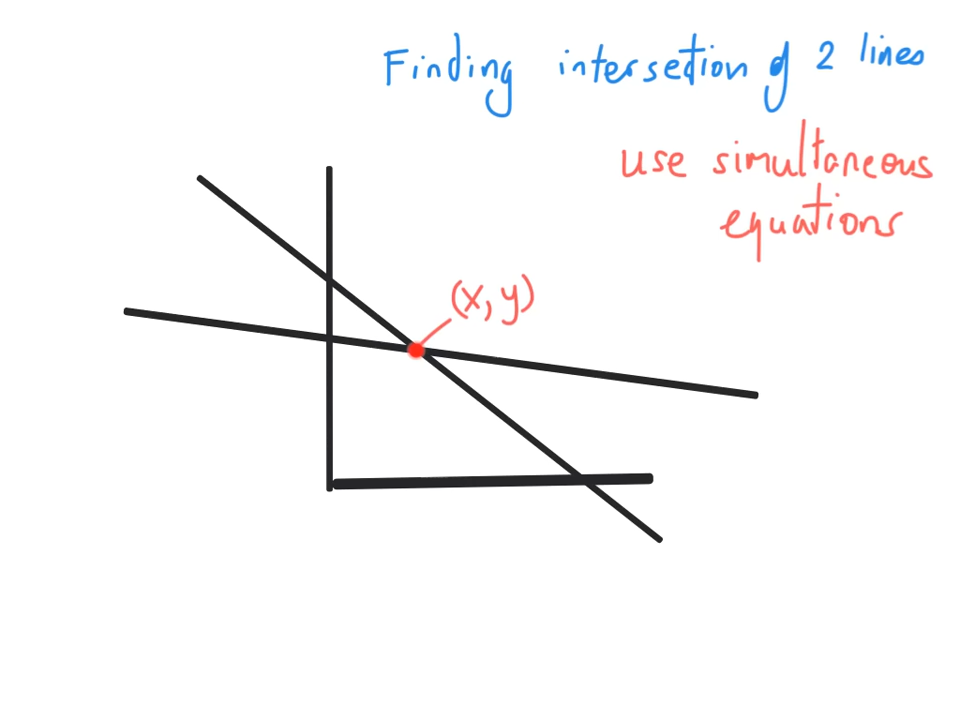 Finding intersection of 2 lines
use simultaneous
equations
(x, y)